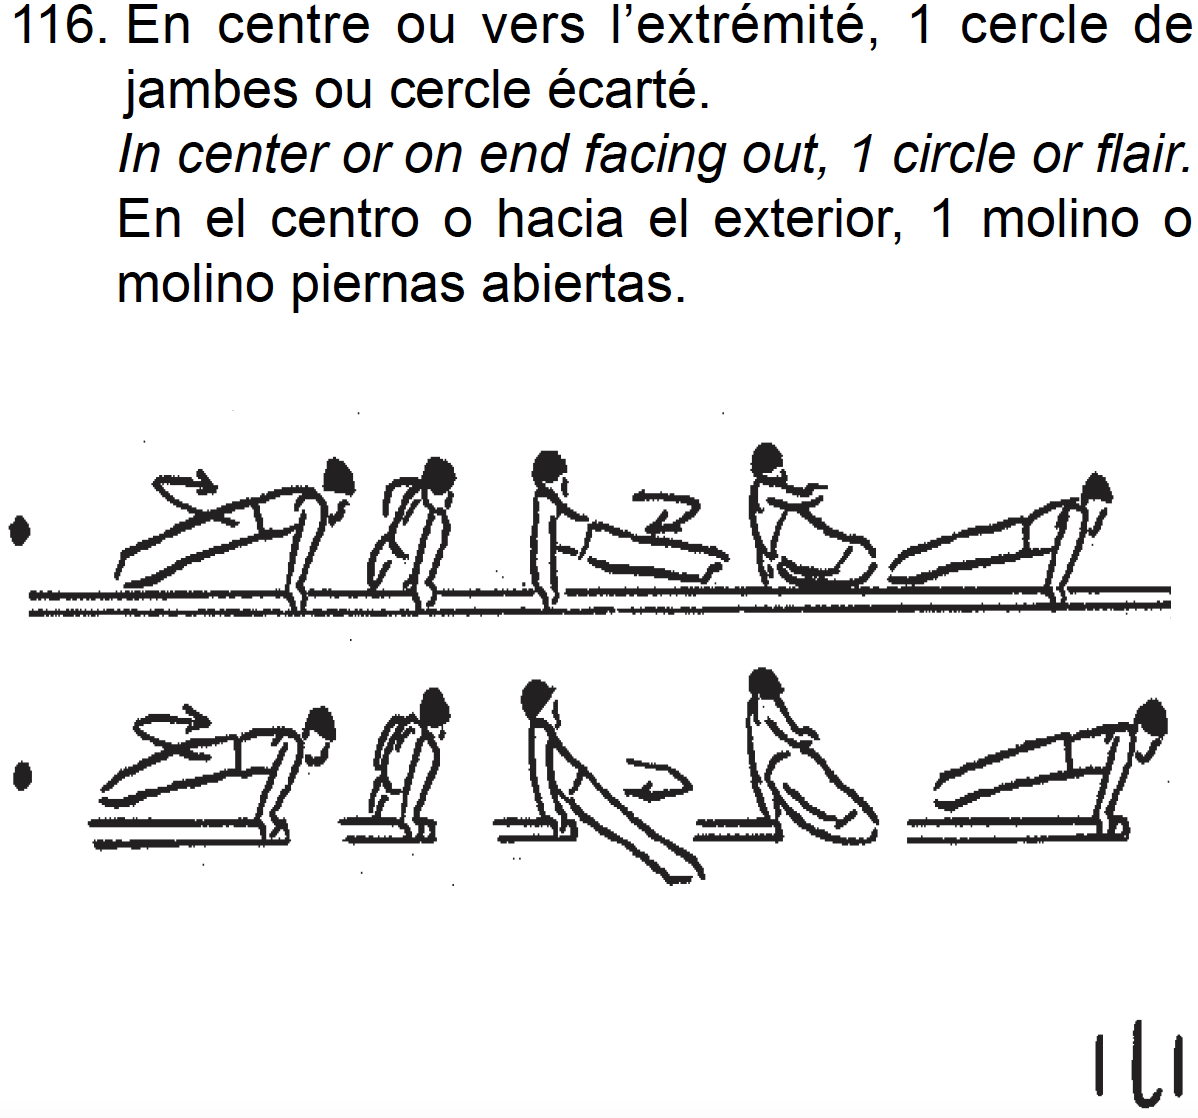 116. En centre ou vers l’extrémité, 1 cercle de
jambes ou cercle écarté.
In center or on end facing out, 1 circle or flair.
En el centro o hacia el exterior, 1 molino o
molino piernas abiertas.